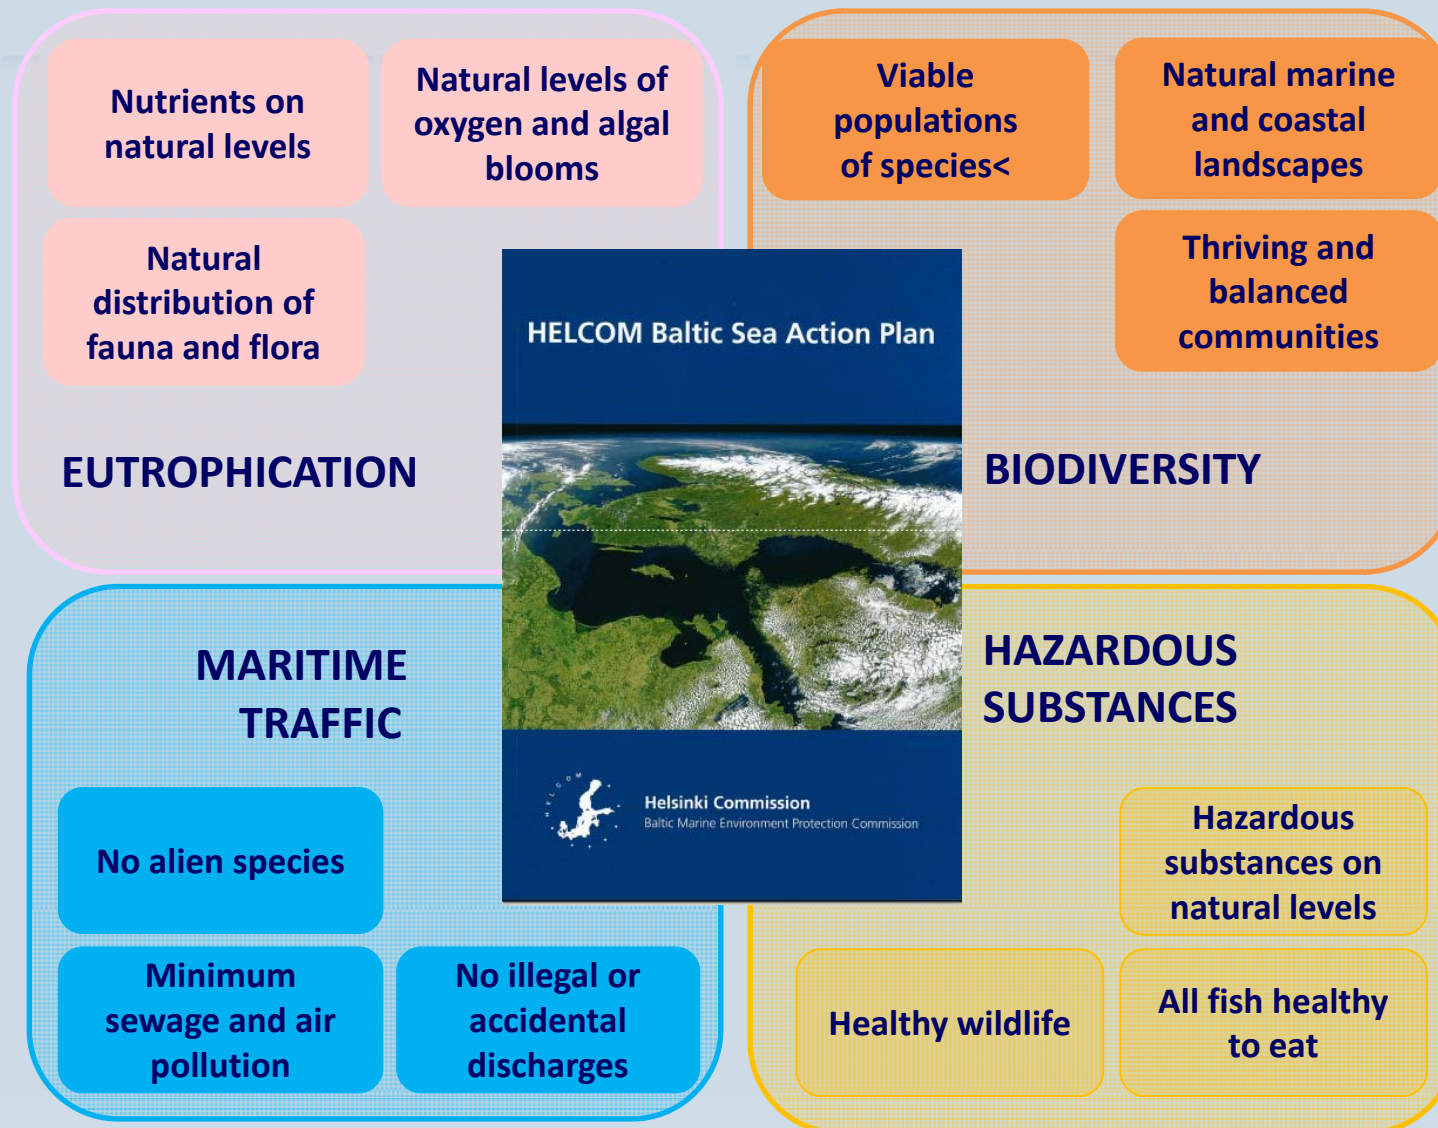 Nutrients on
natural levels
Natural levels of
oxygen and algal
blooms
Natural
distribution of
fauna and flora
EUTROPHICATION
Viable
populations
of species<
Natural marine
and coastal
landscapes
Thriving and
balanced
communities
BIODIVERSITY
HELCOM Baltic Sea Action Plan
HELCOM
Helsinki Commission
Baltic Marine Environment Protection Commission
MARITIME
TRAFFIC
No alien species
Minimum
sewage and air
pollution
No illegal or
accidental
discharges
HAZARDOUS
SUBSTANCES
Hazardous
substances on
natural levels
Healthy wildlife
All fish healthy
to eat